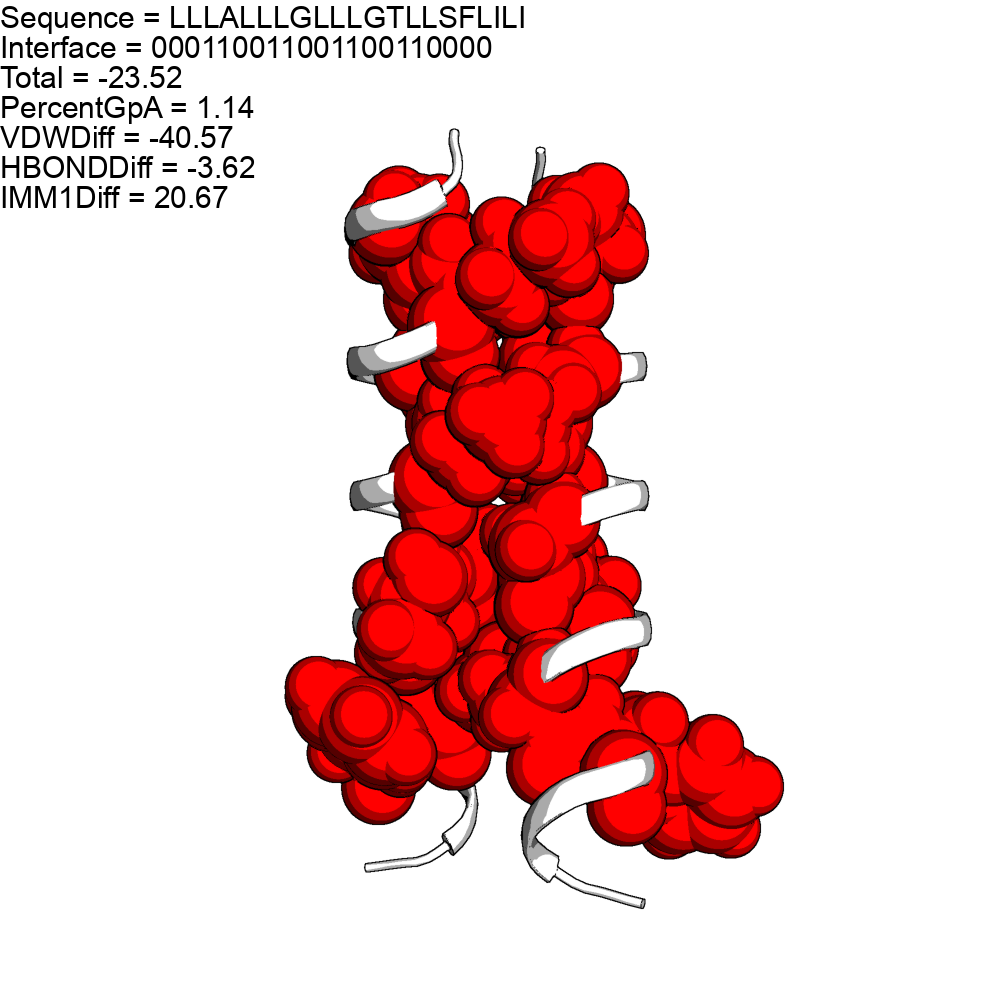 Sequence = LLLALLLGLLLGTLLSFLILI
Interface = 000110011001100110000
Total = -23.52
PercentGpA = 1.14
VDWDiff = -40.57
HBONDDiff = -3.62
IMM1Diff = 20.67